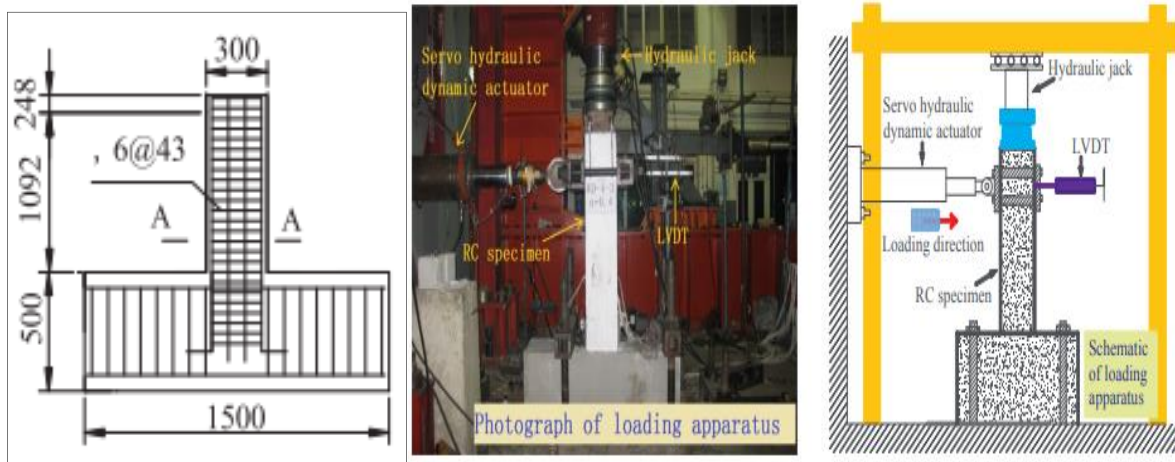 300
248
1092
500
, 6@43
A
A
1500
Servo hydraulic
dynamic actuator
Hydraulic jack
RC specimen
LVDT
Photograph of loading apparatus
Hydraulic jack
Servo hydraulic
dynamic actuator
LVDT
Loading direction
RC specimen
Schematic
of loading
apparatus